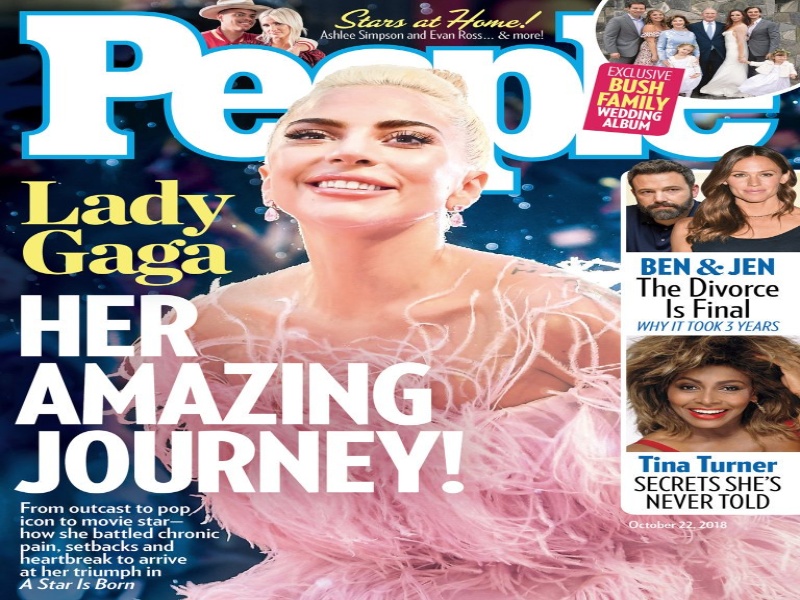 Stars at Home!
Ashlee Simpson and Evan Ross... & more!
People
EXCLUSIVE
BUSH
FAMILY
WEDDING
ALBUM
Lady
Gaga
HER
AMAZING
JOURNEY!
From outcast to pop
icon to movie star—
how she battled chronic
pain, setbacks and
heartbreak to arrive
at her triumph in
A Star Is Born
BEN & JEN
The Divorce
Is Final
WHY IT TOOK 3 YEARS
Tina Turner
SECRETS SHE'S
NEVER TOLD
October 22, 2018